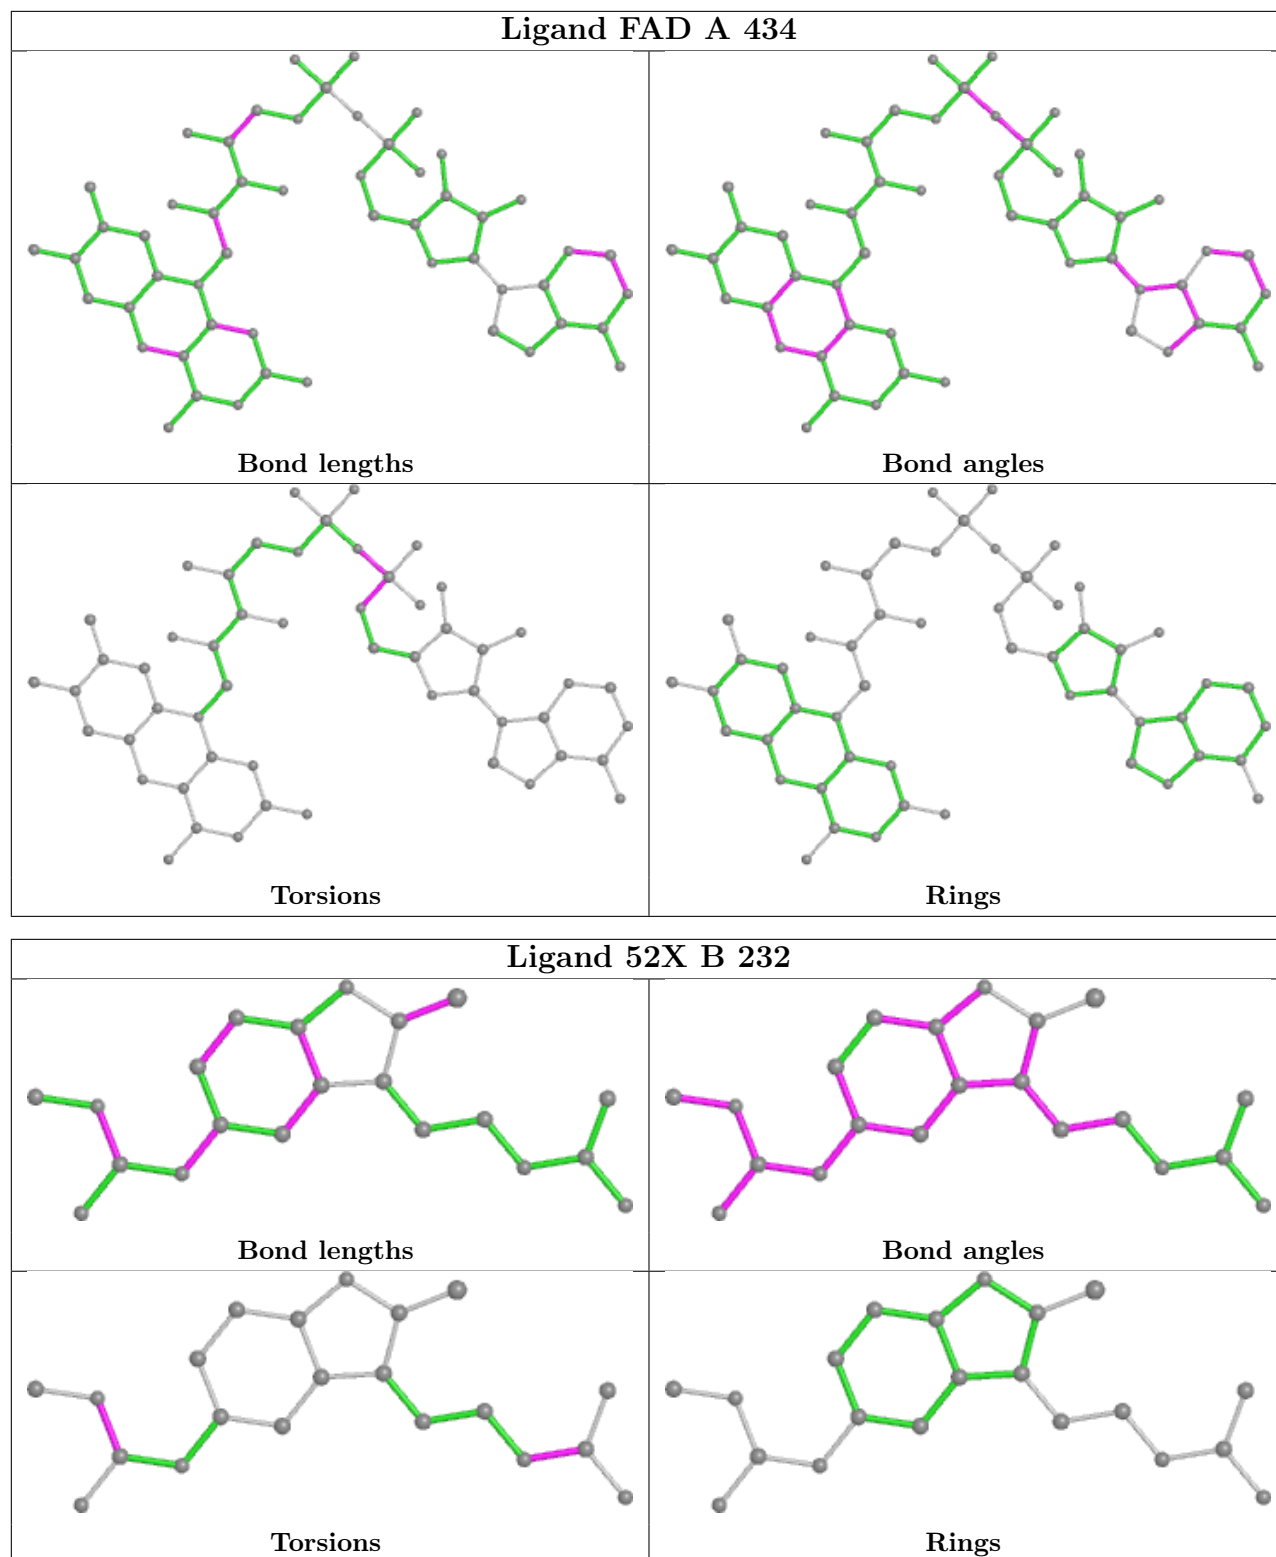 Ligand FAD A 434
Bond lengths
Bond angles
Torsions
Rings
Ligand 52X B 232
Bond lengths
Bond angles
Torsions
Rings